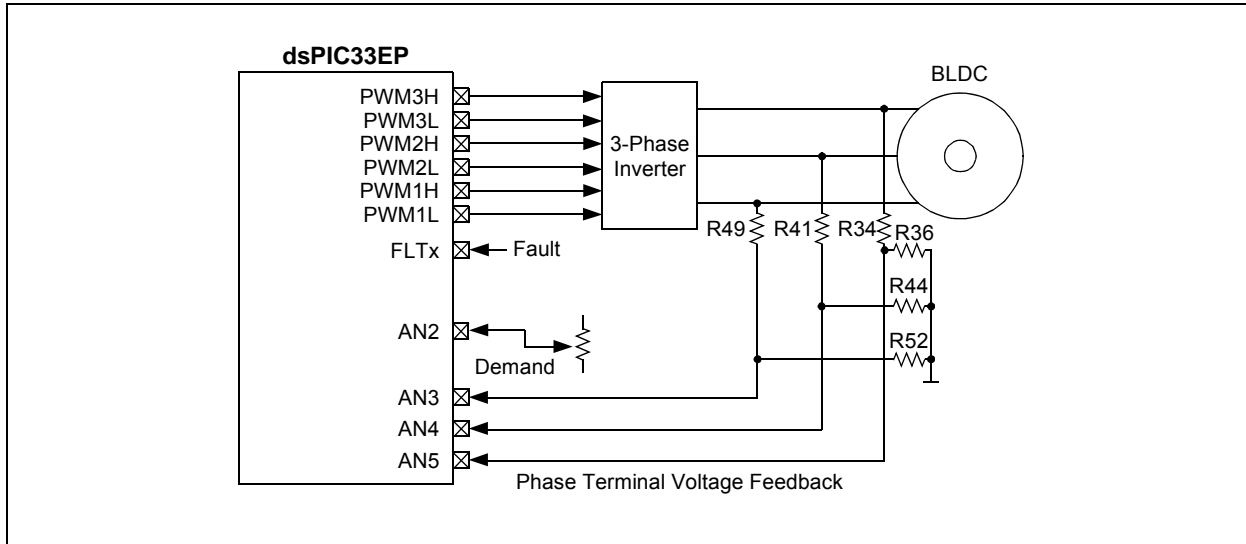 dsPIC33EP
BLDC
PWM3H
PWM3L
PWM2H
PWM2L
PWM1H
PWM1L
3-Phase
Inverter
R49
R41
R34
R36
FLTx
Fault
R44
AN2
R52
Demand
AN3
AN4
AN5
Phase Terminal Voltage Feedback